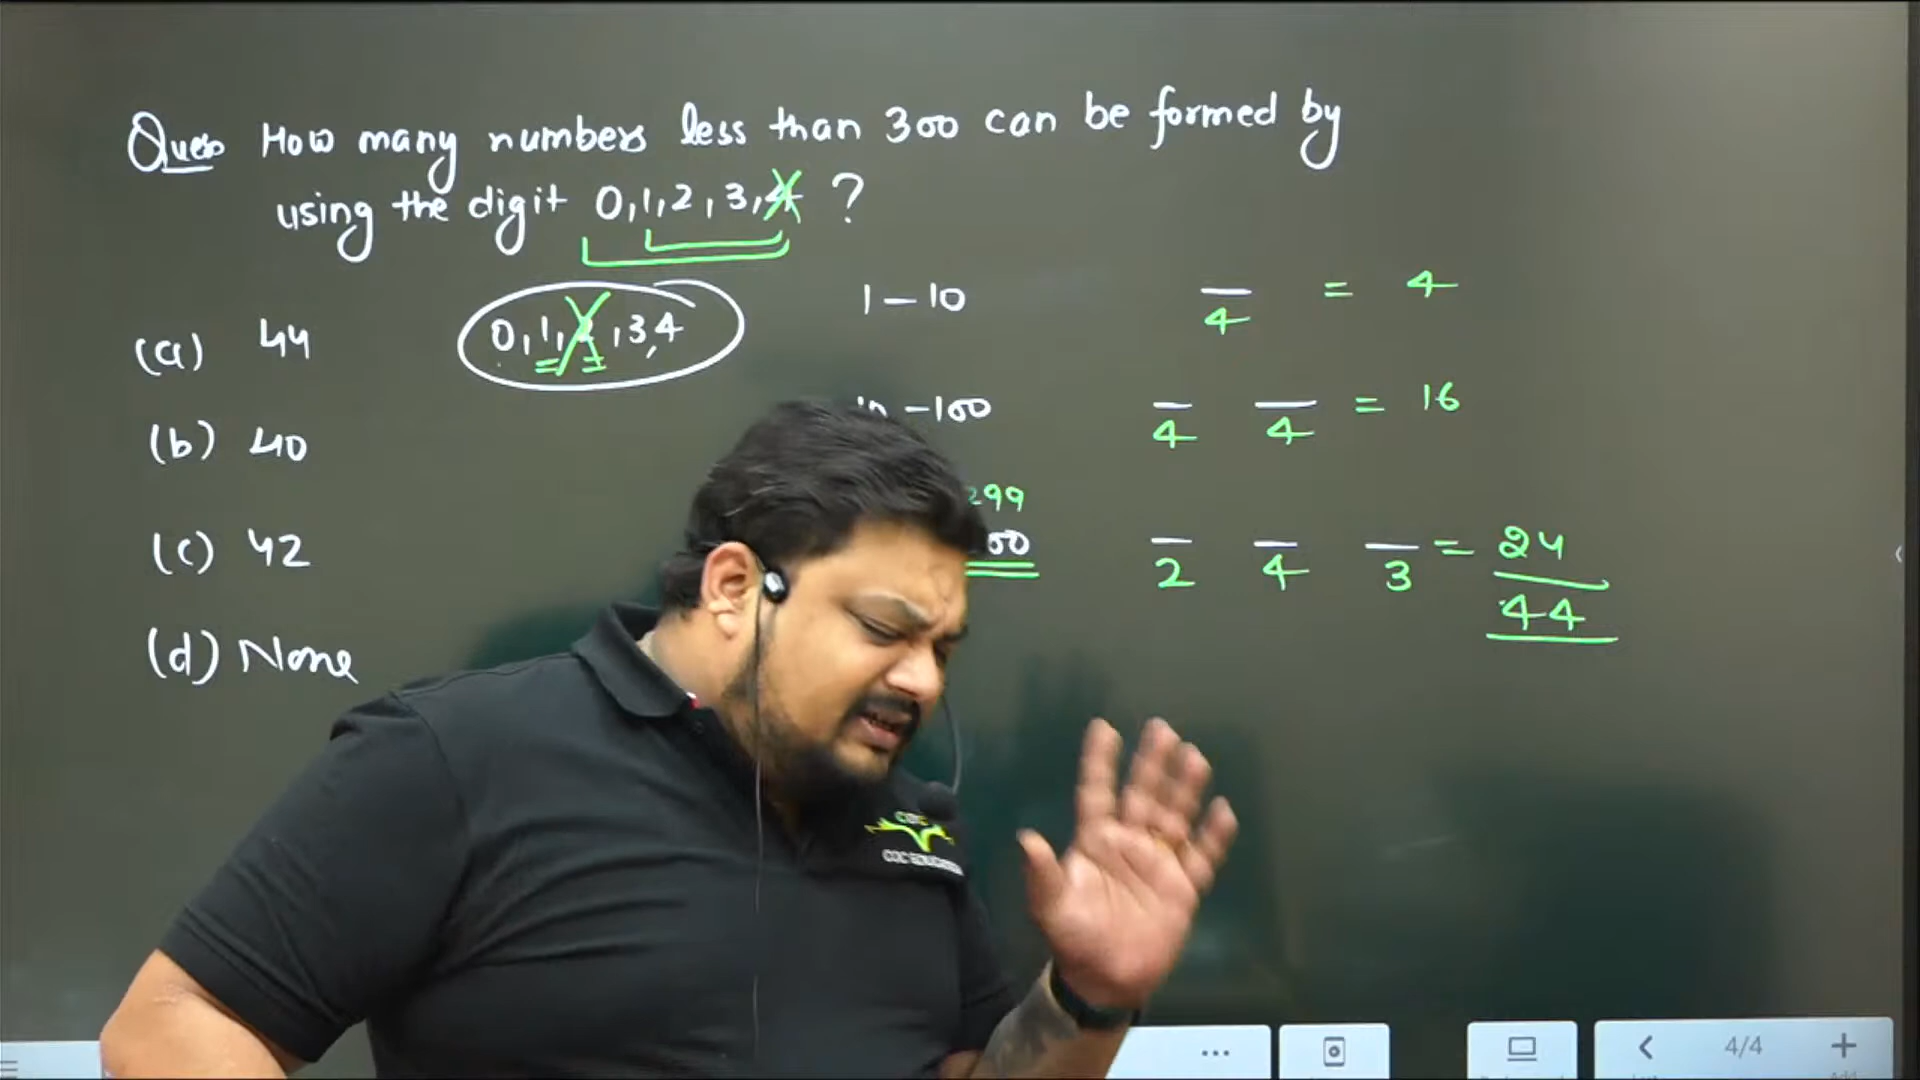 Ques How many numbers less than 300 can be formed by
using the digit 0,1,2,3,4 ?
(a) 44
0,1,2,3,4
1 – 10
4 = 4
(b) 40
– 100
4 4 = 16
299
(c) 42
00
2 4 3 = 24
44
(d) None
4/4